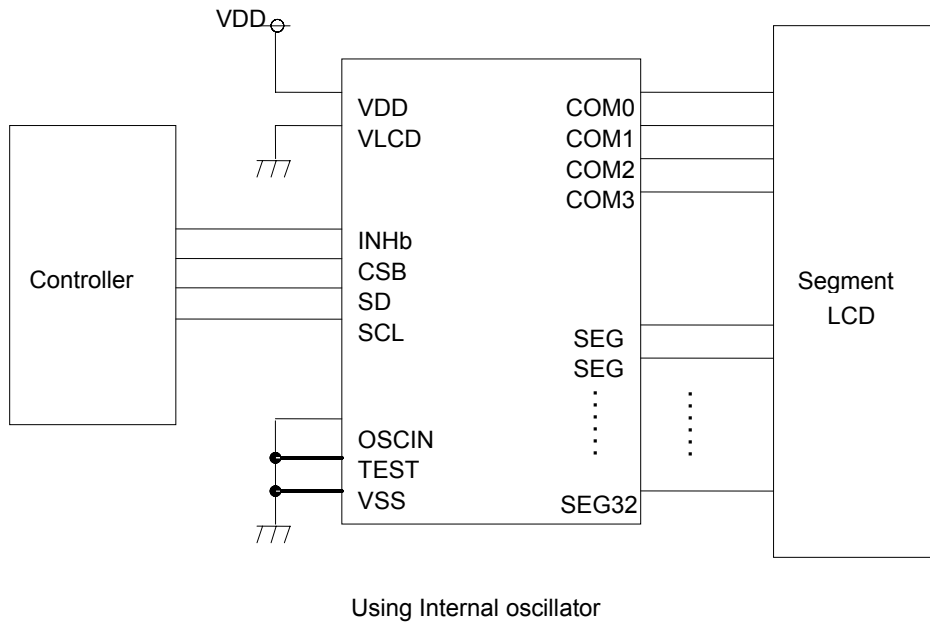 VDD
VDD
VLCD
INHb
CSB
SD
SCL
OSCIN
TEST
VSS
COM0
COM1
COM2
COM3
SEG
SEG
SEG32
Controller
Segment
LCD
Using Internal oscillator